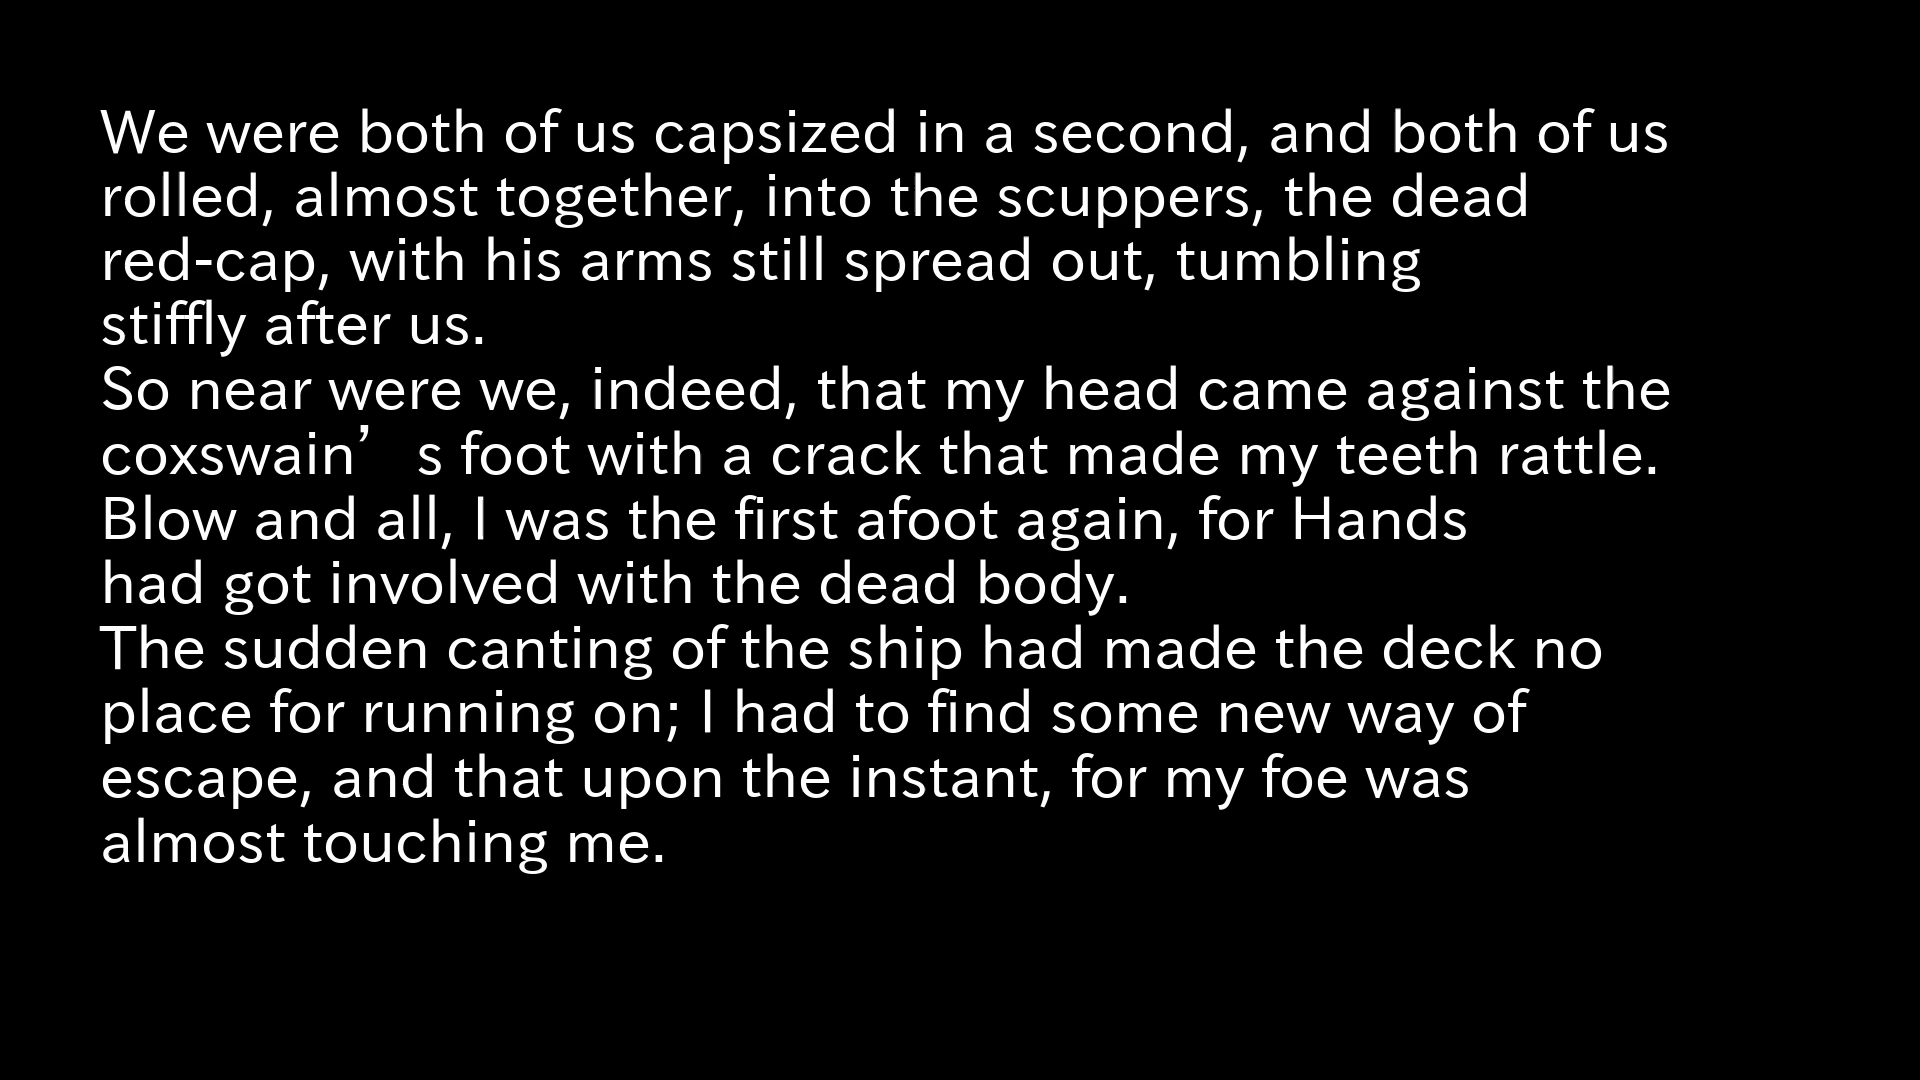 We were both of us capsized in a second, and both of us
rolled, almost together, into the scuppers, the dead
red-cap, with his arms still spread out, tumbling
stiffly after us.
So near were we, indeed, that my head came against the
coxswain’s foot with a crack that made my teeth rattle.
Blow and all, I was the first afoot again, for Hands
had got involved with the dead body.
The sudden canting of the ship had made the deck no
place for running on; I had to find some new way of
escape, and that upon the instant, for my foe was
almost touching me.